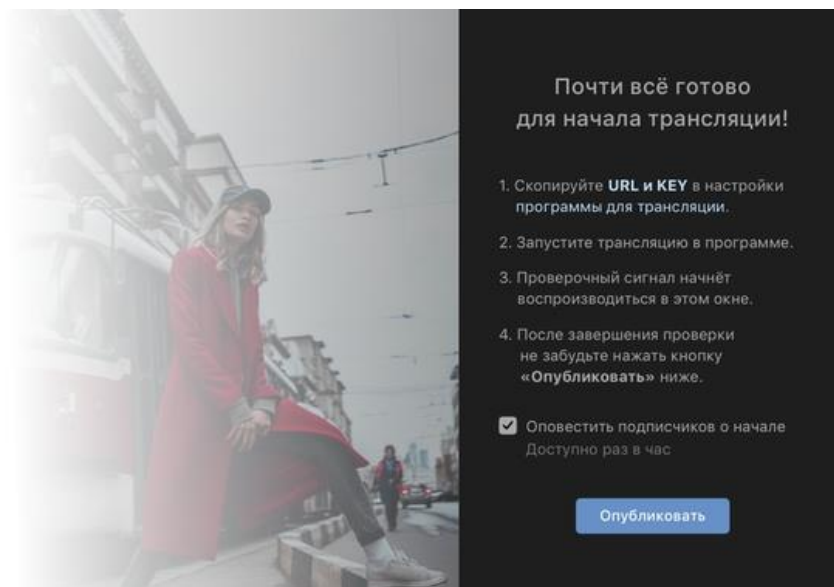 Почти всё готово
для начала трансляции!
1. Скопируйте URL и KEY в настройки
программы для трансляции.
2. Запустите трансляцию в программе.
3. Проверочный сигнал начнёт
воспроизводиться в этом окне.
4. После завершения проверки
не забудьте нажать кнопку
«Опубликовать» ниже.
Оповестить подписчиков о начале
Доступно раз в час
Опубликовать